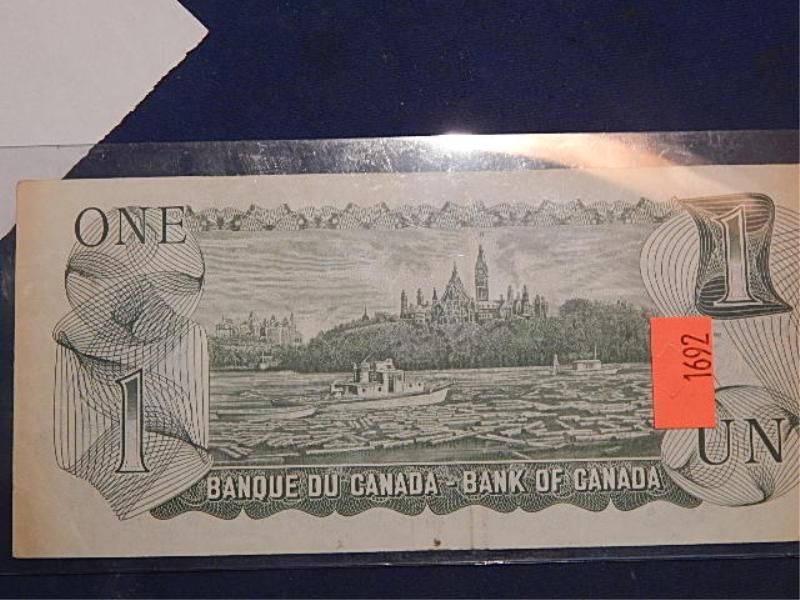 ONE
1
1
1692
UN
BANQUE DU CANADA - BANK OF CANADA